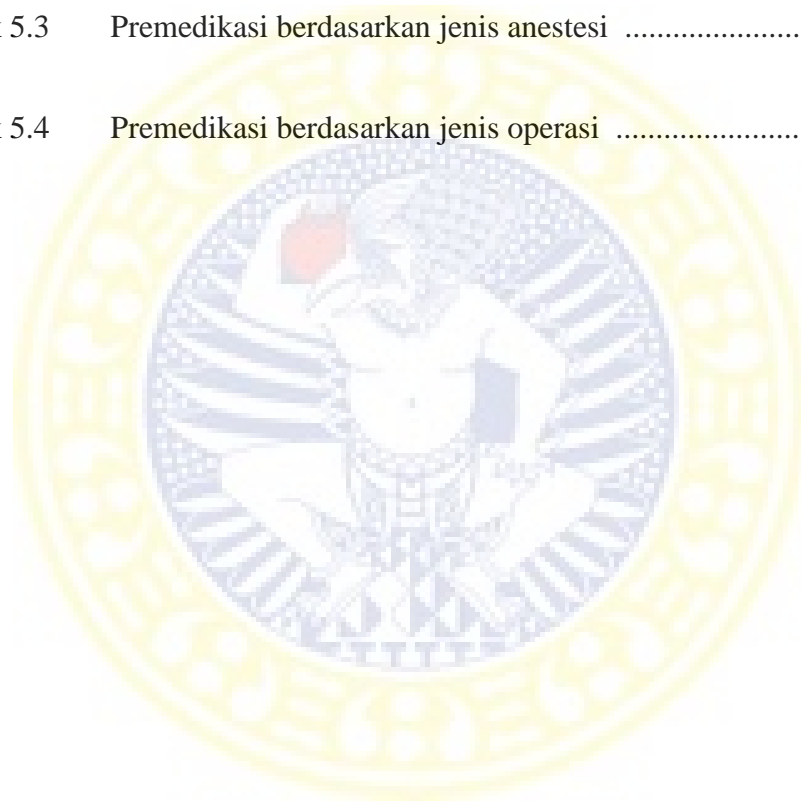 5.3 Premedikasi berdasarkan jenis anestesi ......................
5.4 Premedikasi berdasarkan jenis operasi .......................